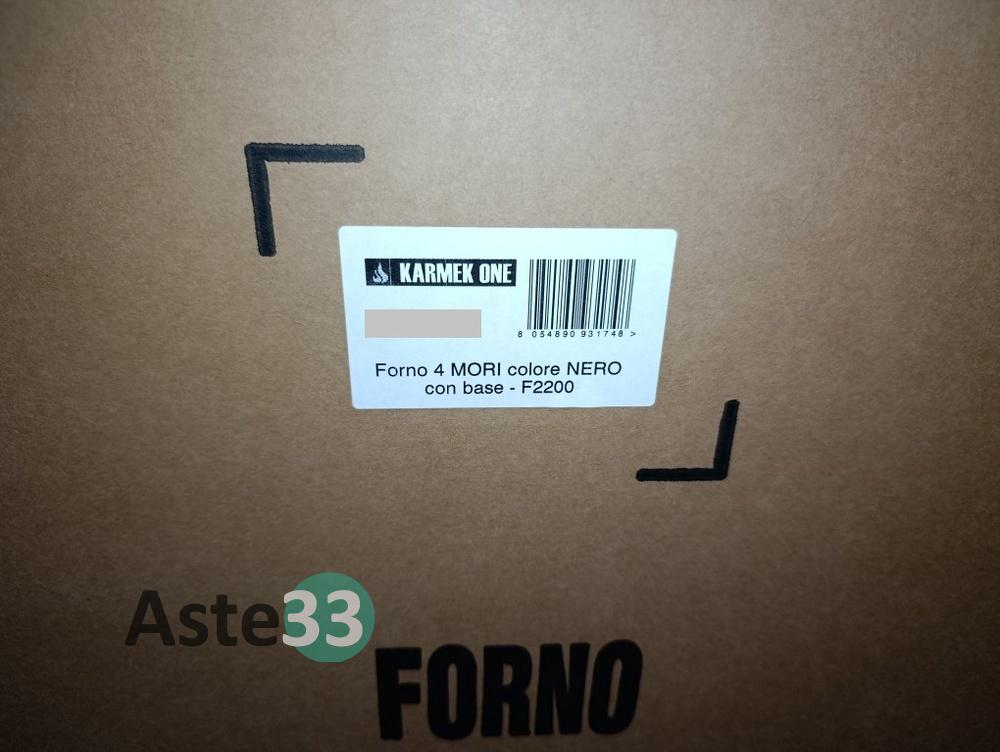 KARMEK ONE
8 054890 931748 >
Forno 4 MORI colore NERO
con base - F2200
Aste33
FORNO